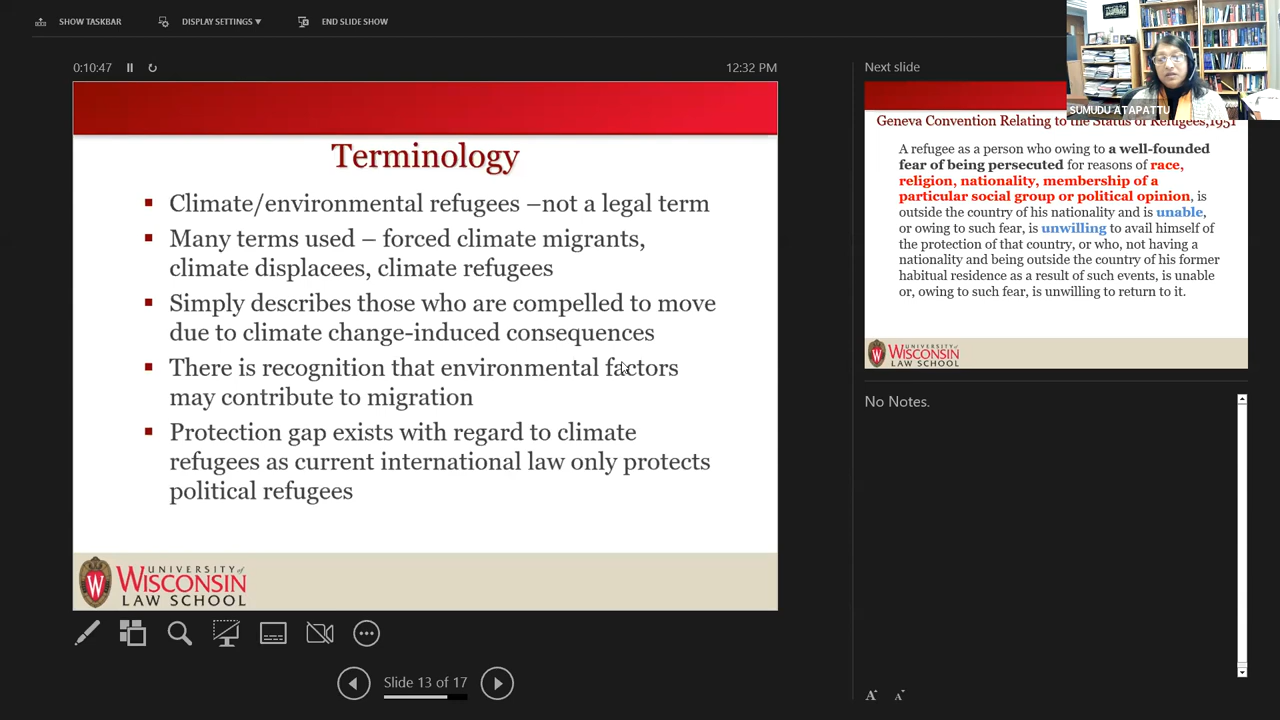 SHOW TASKBAR
DISPLAY SETTINGS ▼
END SLIDE SHOW
0:10:47
12:32 PM
Terminology
▪ Climate/environmental refugees –not a legal term
▪ Many terms used – forced climate migrants,
climate displacees, climate refugees
▪ Simply describes those who are compelled to move
due to climate change-induced consequences
▪ There is recognition that environmental factors
may contribute to migration
▪ Protection gap exists with regard to climate
refugees as current international law only protects
political refugees
W
UNIVERSITY of
WISCONSIN
LAW SCHOOL
Slide 13 of 17
Next slide
SUMUDU ATAPATTU
Geneva Convention Relating to the Status of Refugees,1951
A refugee as a person who owing to a well-founded
fear of being persecuted for reasons of race,
religion, nationality, membership of a
particular social group or political opinion, is
outside the country of his nationality and is unable,
or owing to such fear, is unwilling to avail himself of
the protection of that country, or who, not having a
nationality and being outside the country of his former
habitual residence as a result of such events, is unable
or, owing to such fear, is unwilling to return to it.
W
UNIVERSITY of
WISCONSIN
LAW SCHOOL
No Notes.
A A